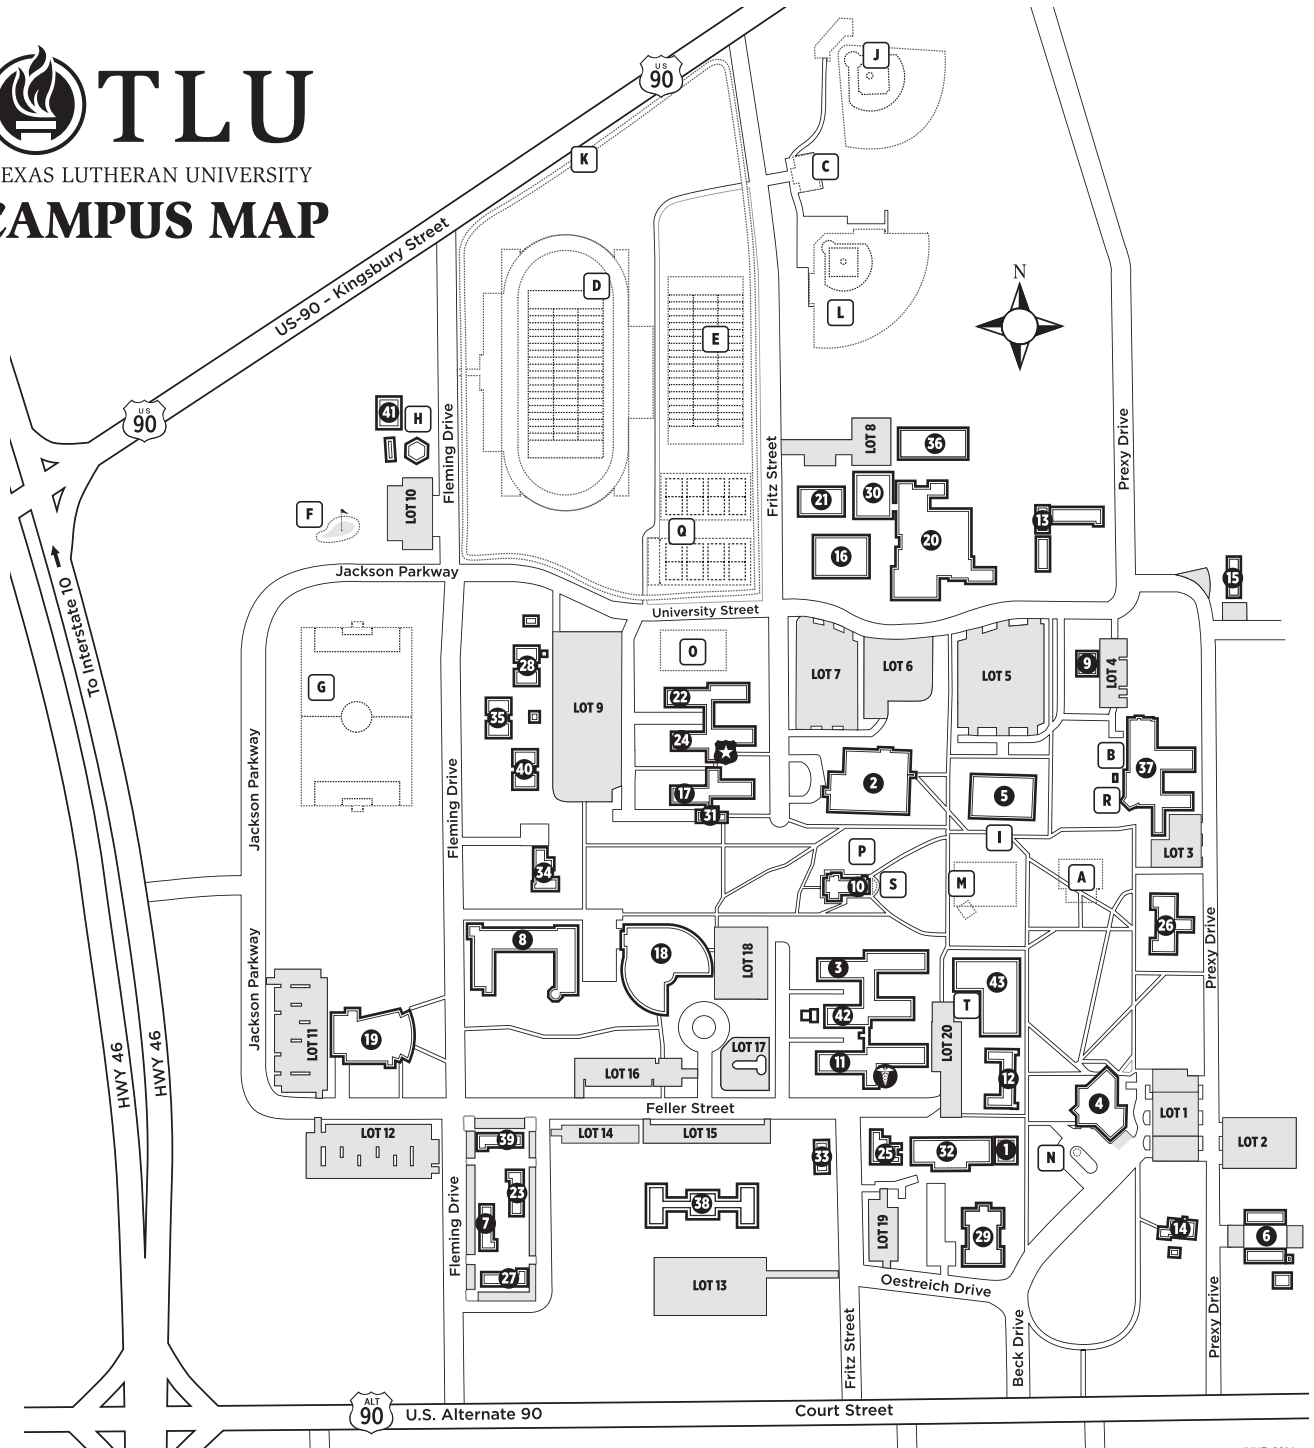 TLU
EXAS LUTHERAN UNIVERSITY
CAMPUS MAP
US
90
J
K
C
US-90 – Kingsbury Street
D
E
L
N
US
90
41
H
Fleming Drive
Fritz Street
LOT 8
36
Prexy Drive
F
LOT 10
Q
21
30
16
20
13
15
Jackson Parkway
University Street
To Interstate 10
G
28
35
40
LOT 9
O
22
24
17
31
LOT 7
LOT 6
LOT 5
9
LOT 4
2
5
B
37
R
I
LOT 3
Jackson Parkway
Fleming Drive
34
P
10
S
M
A
26
Prexy Drive
8
18
LOT 18
3
43
42
T
LOT 20
11
12
4
Jackson Parkway
LOT 11
19
LOT 16
LOT 17
HWY 46
HWY 46
Feller Street
LOT 1
LOT 2
LOT 12
39
LOT 14
LOT 15
33
25
32
1
N
23
7
27
Fleming Drive
38
LOT 19
29
14
6
LOT 13
Oestreich Drive
Fritz Street
Beck Drive
Prexy Drive
ALT
90
U.S. Alternate 90
Court Street